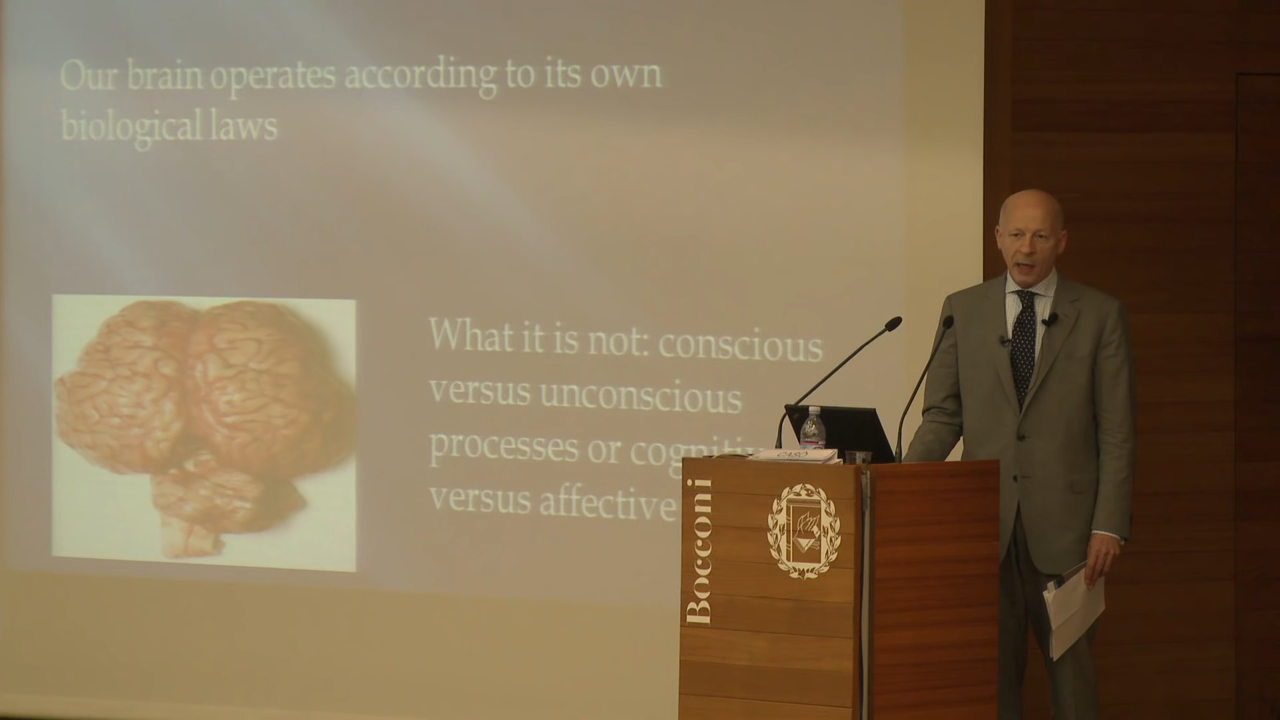 Our brain operates according to its own
biological laws
What it is not: conscious
versus unconscious
processes or
versus affective
Bocconi